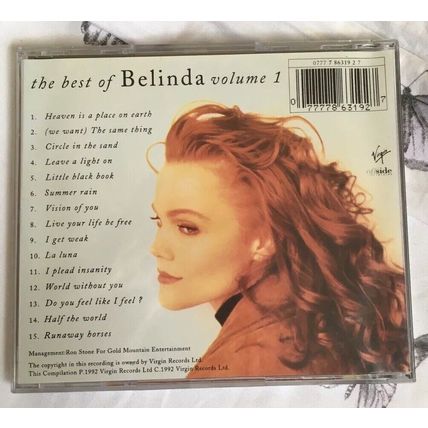 0777 7 86319 2 7
the best of Belinda volume 1
0 77778 63192 7
1. Heaven is a place on earth
2. (we want) The same thing
3. Circle in the sand
4. Leave a light on
5. Little black book
6. Summer rain
7. Vision of you
8. Live your life be free
9. I get weak
10. La luna
11. I plead insanity
12. World without you
13. Do you feel like I feel ?
14. Half the world
15. Runaway horses
Virgin
offside
Management:Ron Stone For Gold Mountain Entertainment
The copyright in this recording is owned by Virgin Records Ltd.
This Compilation P.1992 Virgin Records Ltd C.1992 Virgin Records Ltd.